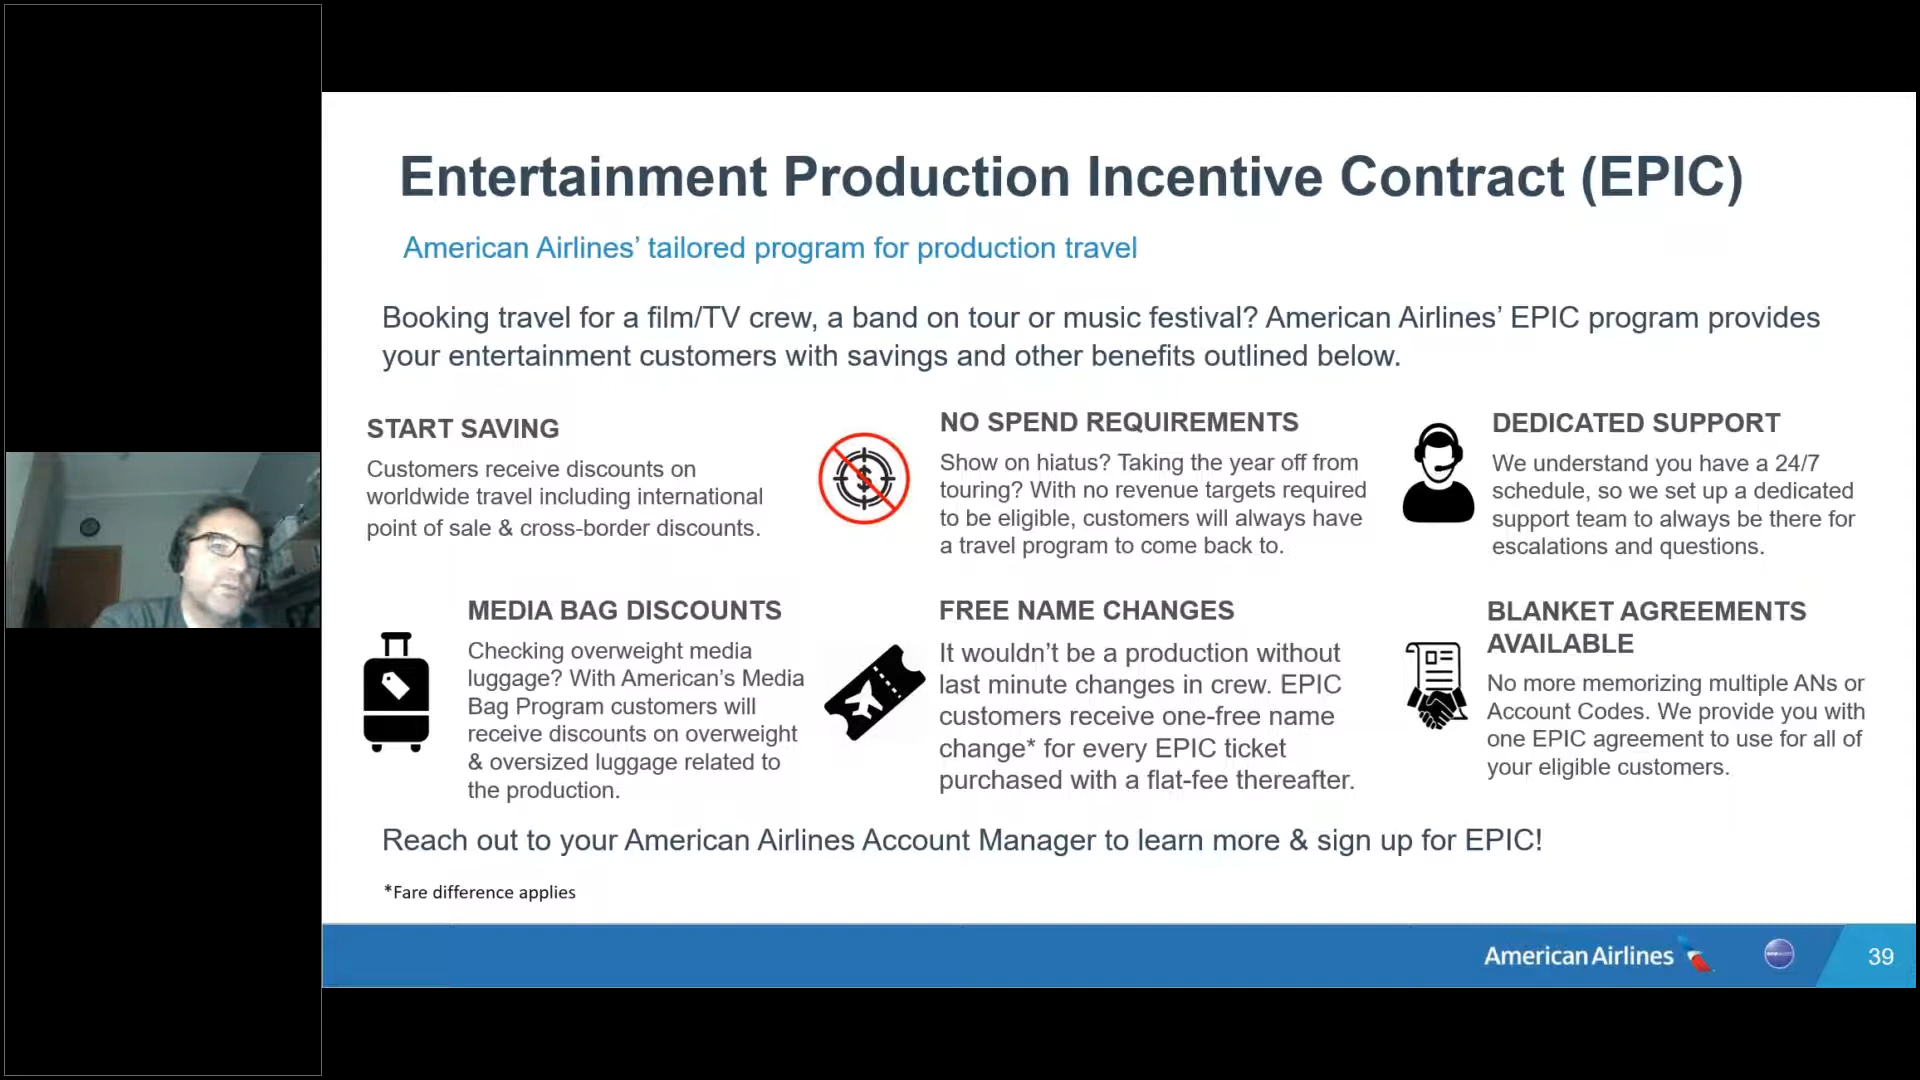 Entertainment Production Incentive Contract (EPIC)
American Airlines’ tailored program for production travel
Booking travel for a film/TV crew, a band on tour or music festival? American Airlines’ EPIC program provides
your entertainment customers with savings and other benefits outlined below.
START SAVING
Customers receive discounts on
worldwide travel including international
point of sale & cross-border discounts.
NO SPEND REQUIREMENTS
Show on hiatus? Taking the year off from
touring? With no revenue targets required
to be eligible, customers will always have
a travel program to come back to.
DEDICATED SUPPORT
We understand you have a 24/7
schedule, so we set up a dedicated
support team to always be there for
escalations and questions.
MEDIA BAG DISCOUNTS
Checking overweight media
luggage? With American’s Media
Bag Program customers will
receive discounts on overweight
& oversized luggage related to
the production.
FREE NAME CHANGES
It wouldn’t be a production without
last minute changes in crew. EPIC
customers receive one-free name
change* for every EPIC ticket
purchased with a flat-fee thereafter.
BLANKET AGREEMENTS
AVAILABLE
No more memorizing multiple ANs or
Account Codes. We provide you with
one EPIC agreement to use for all of
your eligible customers.
Reach out to your American Airlines Account Manager to learn more & sign up for EPIC!
*Fare difference applies
American Airlines
39